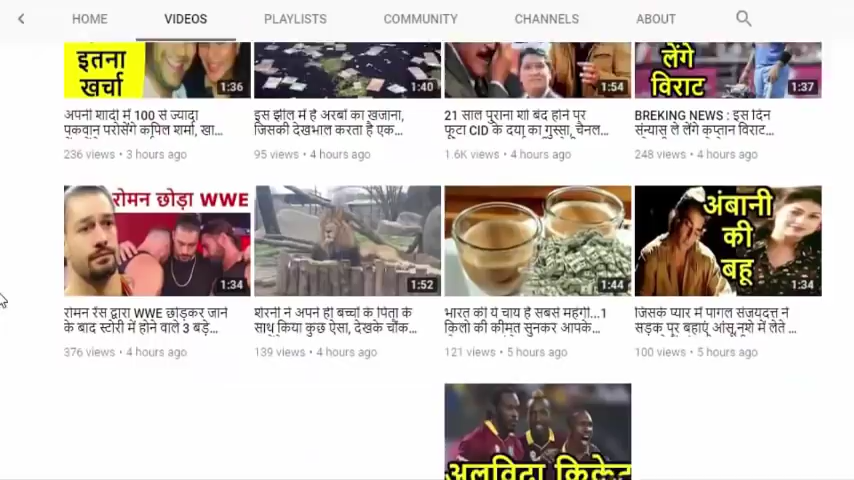 HOME VIDEOS PLAYLISTS COMMUNITY CHANNELS ABOUT
इतना
खर्चा
1:36
1:40
1:54
लेंगे
विराट
1:37
अपनी शादी में 100 से ज्यादा
पकवान परोसेंगे कपिल शर्मा, खा...
236 views • 3 hours ago
इस झील में है अरबों का खजाना,
जिसकी देखभाल करता है एक...
95 views • 4 hours ago
21 साल पुराना शो बंद होने पर
फूटा CID के दया का गुस्सा, चैनल...
1.6K views • 4 hours ago
BREKING NEWS : इस दिन
संन्यास ले लेंगे कप्तान विराट...
248 views • 4 hours ago
रोमन छोड़ा WWE
1:34
1:52
1:44
अंबानी
की
बहू
1:34
रोमन रेंस द्वारा WWE छोड़कर जाने
के बाद स्टोरी में होने वाले 3 बड़े...
376 views • 4 hours ago
शेरनी ने अपने ही बच्चों के पिता के
साथ किया कुछ ऐसा, देखके चौंक...
139 views • 4 hours ago
भारत की ये चाय है सबसे महंगी...1
किलो की कीमत सुनकर आपके...
121 views • 5 hours ago
जिसके प्यार में पागल संजयदत्त ने
सड़क पर बहाएं आंसू,नशे में लेते ...
100 views • 5 hours ago
अलविदा क्रिकेट